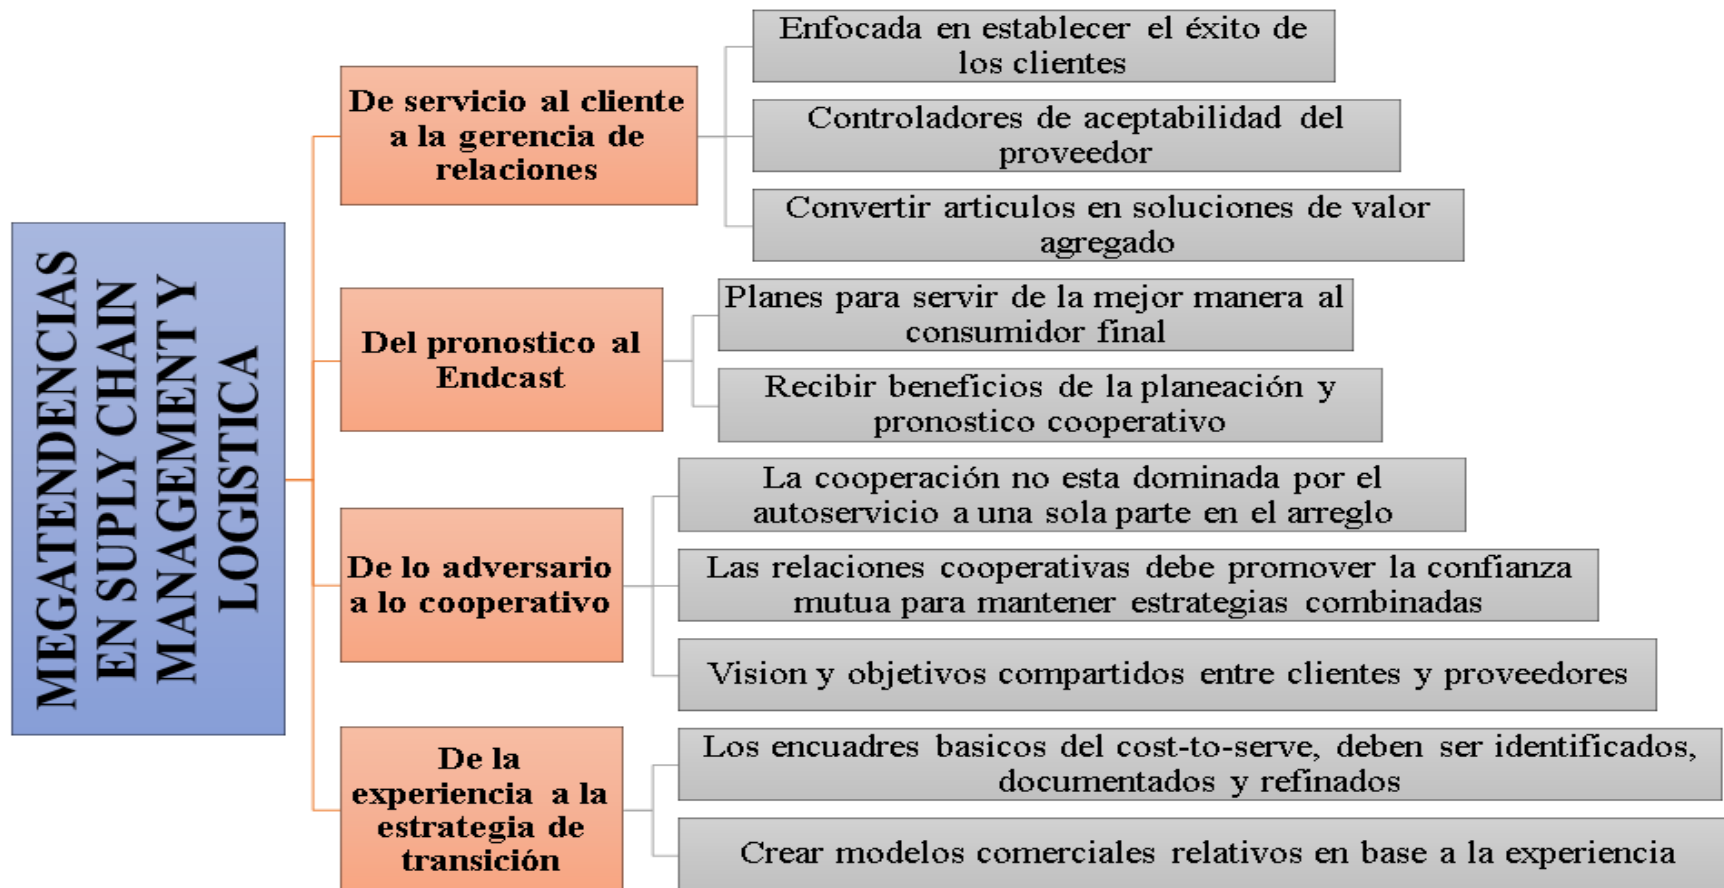 MEGATENDENCIAS
EN SUPLY CHAIN
MANAGEMENT Y
LOGISTICA
De servicio al cliente
a la gerencia de
relaciones
Enfocada en establecer el éxito de
los clientes
Controladores de aceptabilidad del
proveedor
Convertir articulos en soluciones de valor
agregado
Del pronostico al
Endcast
Planes para servir de la mejor manera al
consumidor final
Recibir beneficios de la planeación y
pronostico cooperativo
De lo adversario
a lo cooperativo
La cooperación no esta dominada por el
autoservicio a una sola parte en el arreglo
Las relaciones cooperativas debe promover la confianza
mutua para mantener estrategias combinadas
Vision y objetivos compartidos entre clientes y proveedores
De la
experiencia a la
estrategia de
transición
Los encuadres basicos del cost-to-serve, deben ser identificados,
documentados y refinados
Crear modelos comerciales relativos en base a la experiencia